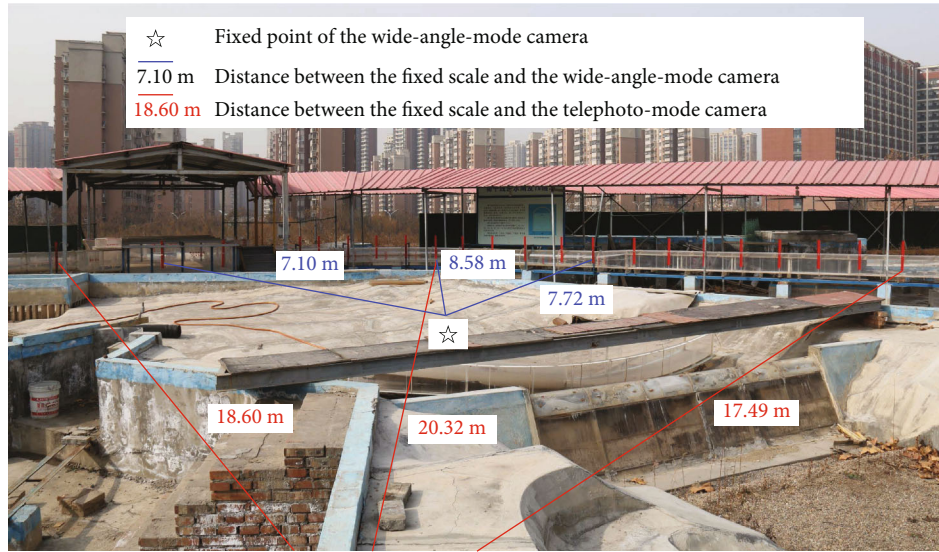 ☆ Fixed point of the wide-angle-mode camera
7.10 m Distance between the fixed scale and the wide-angle-mode camera
18.60 m Distance between the fixed scale and the telephoto-mode camera
7.10 m
8.58 m
7.72 m
☆
18.60 m
20.32 m
17.49 m